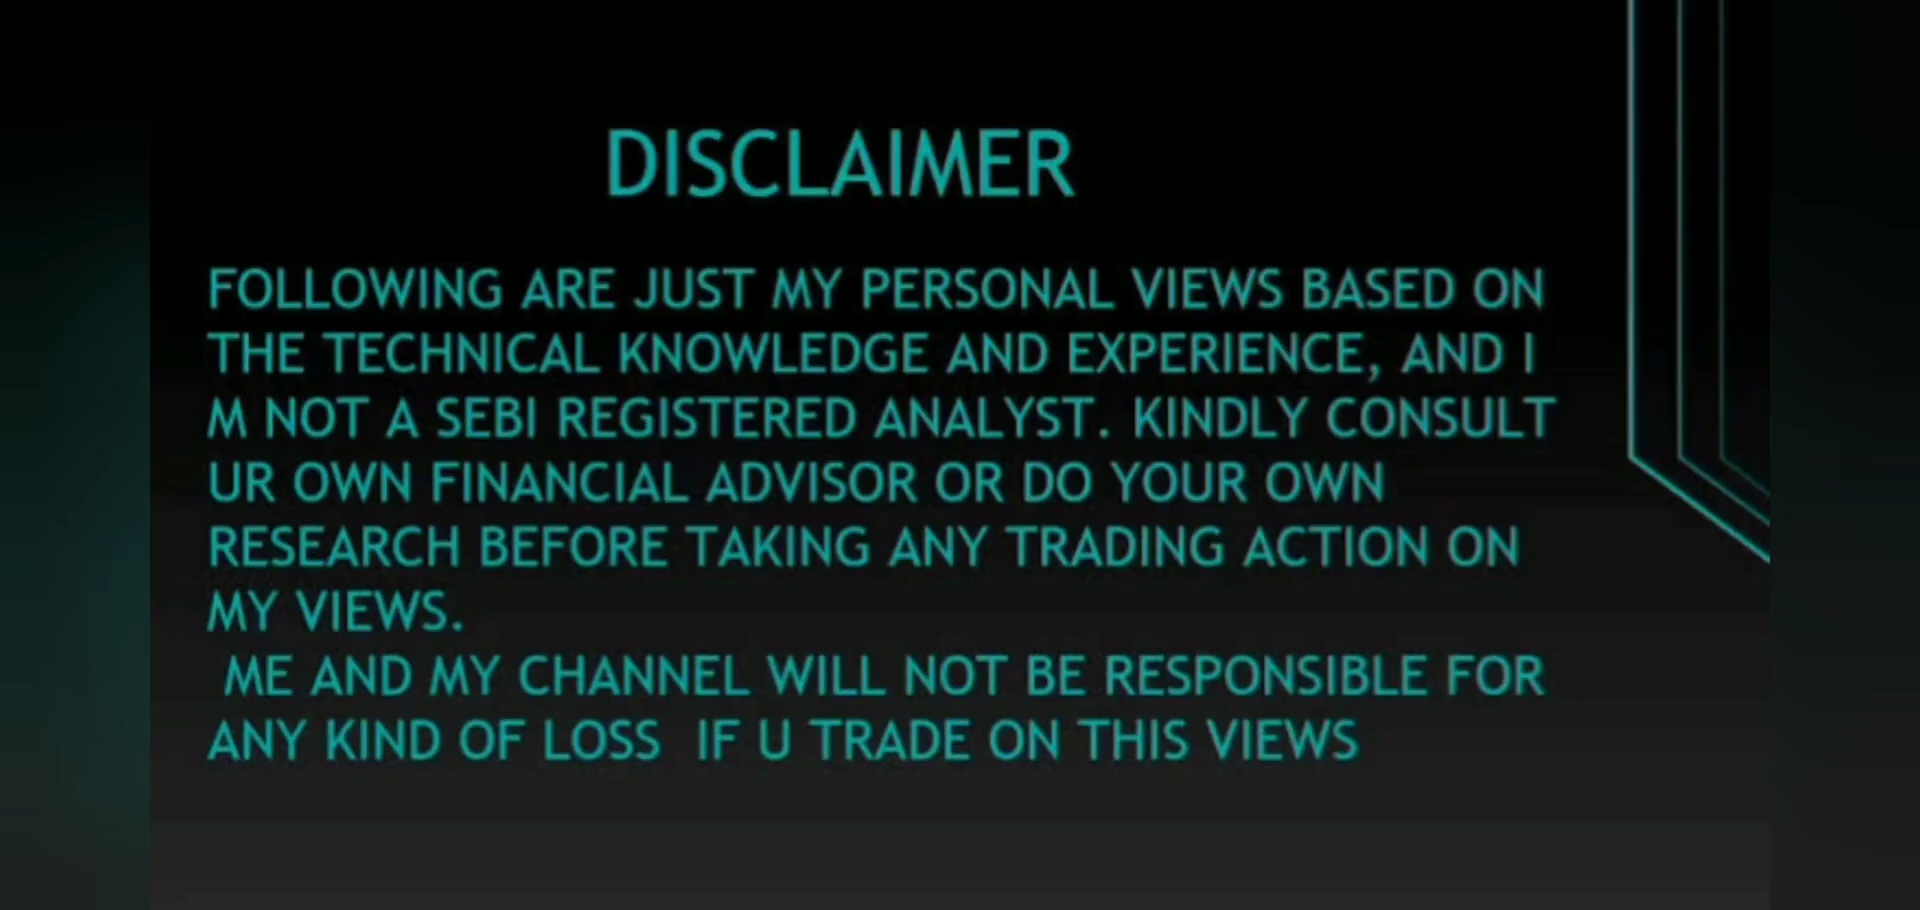 DISCLAIMER
FOLLOWING ARE JUST MY PERSONAL VIEWS BASED ON
THE TECHNICAL KNOWLEDGE AND EXPERIENCE, AND I
M NOT A SEBI REGISTERED ANALYST. KINDLY CONSULT
UR OWN FINANCIAL ADVISOR OR DO YOUR OWN
RESEARCH BEFORE TAKING ANY TRADING ACTION ON
MY VIEWS.
ME AND MY CHANNEL WILL NOT BE RESPONSIBLE FOR
ANY KIND OF LOSS  IF U TRADE ON THIS VIEWS